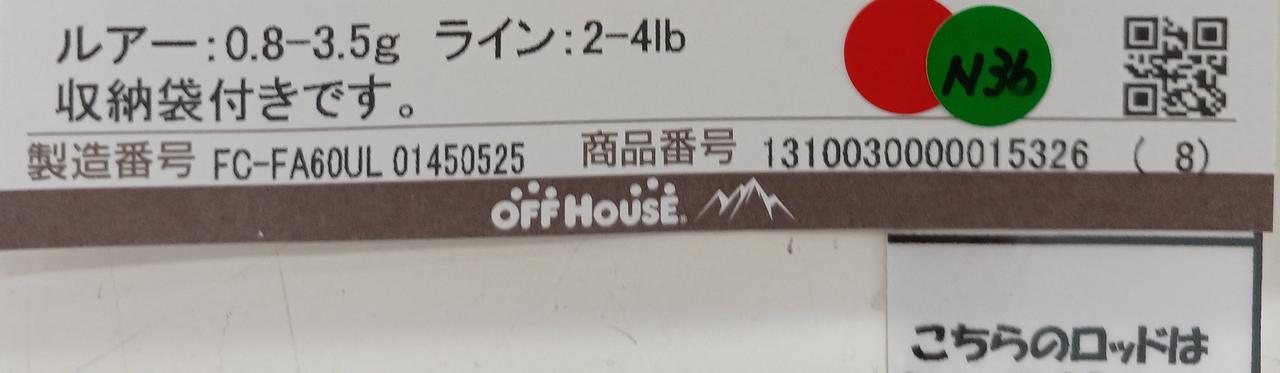 ルアー:0.8-3.5g ライン:2-4lb
収納袋付きです。
N36
製造番号 FC-FA60UL 01450525 商品番号 1310030000015326 ( 8)
OFF HOUSE
こちらのロッドは